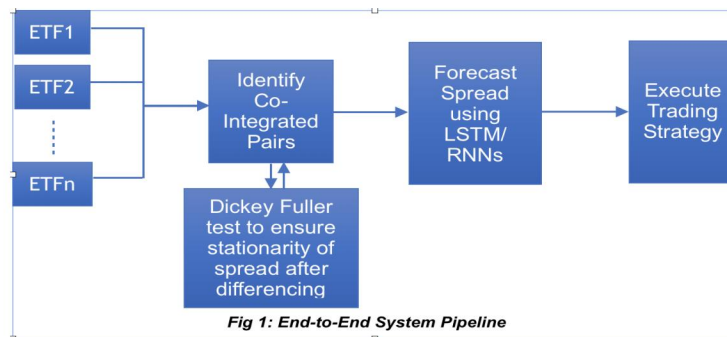 ETF1
ETF2
ETFn
Identify
Co-
Integrated
Pairs
Dickey Fuller
test to ensure
stationarity of
spread after
differencing
Forecast
Spread
using
LSTM/
RNNs
Execute
Trading
Strategy
Fig 1: End-to-End System Pipeline